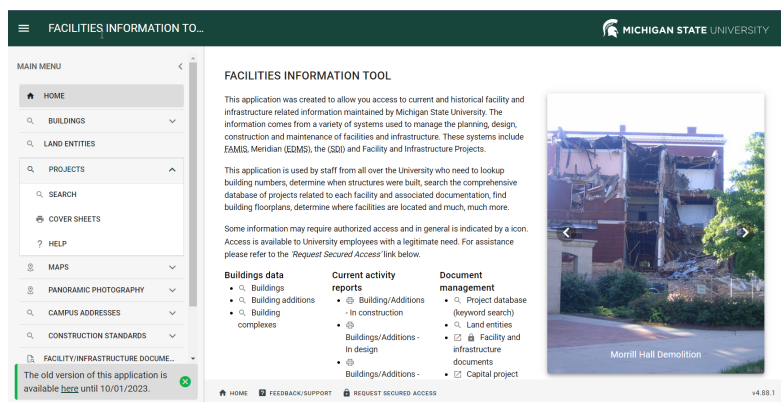 FACILITIES INFORMATION TO...
MICHIGAN STATE UNIVERSITY
MAIN MENU
HOME
BUILDINGS
LAND ENTITIES
PROJECTS
SEARCH
COVER SHEETS
? HELP
MAPS
PANORAMIC PHOTOGRAPHY
CAMPUS ADDRESSES
CONSTRUCTION STANDARDS
FACILITY/INFRASTRUCTURE DOCUME...
The old version of this application is
available here until 10/01/2023.
FACILITIES INFORMATION TOOL
This application was created to allow you access to current and historical facility and
infrastructure related information maintained by Michigan State University. The
information comes from a variety of systems used to manage the planning, design,
construction and maintenance of facilities and infrastructure. These systems include
FAMIS, Meridian (EDMS), the (SDI) and Facility and Infrastructure Projects.
This application is used by staff from all over the University who need to lookup
building numbers, determine when structures were built, search the comprehensive
database of projects related to each facility and associated documentation, find
building floorplans, determine where facilities are located and much, much more.
Some information may require authorized access and in general is indicated by a icon.
Access is available to University employees with a legitimate need. For assistance
please refer to the 'Request Secured Access' link below.
Buildings data
• Buildings
• Building additions
• Building
complexes
Current activity
reports
• Building/Additions
- In construction
•
Buildings/Additions -
In design
•
Buildings/Additions -
Document
management
• Project database
(keyword search)
• Land entities
• Facility and
infrastructure
documents
• Capital project
Morrill Hall Demolition
HOME
? FEEDBACK/SUPPORT
REQUEST SECURED ACCESS
v4.88.1